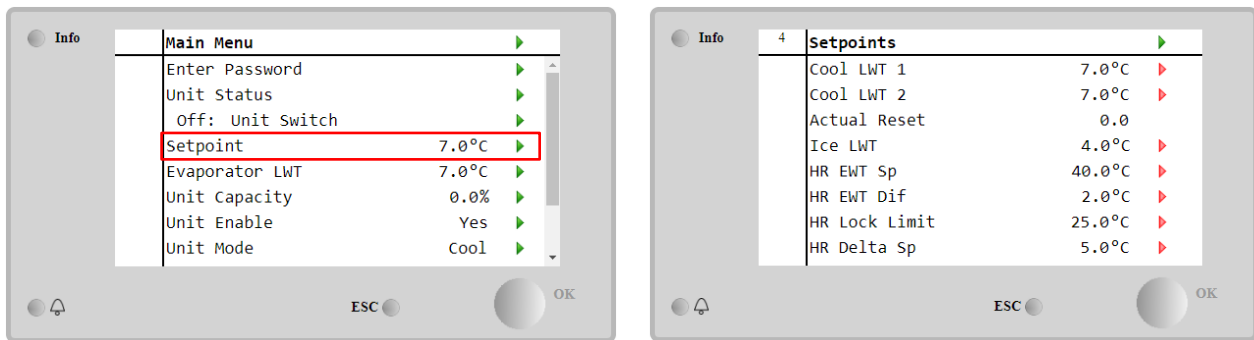 Info
Main Menu
Enter Password
Unit Status
Off: Unit Switch
Setpoint 7.0°C
Evaporator LWT 7.0°C
Unit Capacity 0.0%
Unit Enable Yes
Unit Mode Cool
ESC
OK
Info
4 Setpoints
Cool LWT 1 7.0°C
Cool LWT 2 7.0°C
Actual Reset 0.0
Ice LWT 4.0°C
HR EWT Sp 40.0°C
HR EWT Dif 2.0°C
HR Lock Limit 25.0°C
HR Delta Sp 5.0°C
ESC
OK